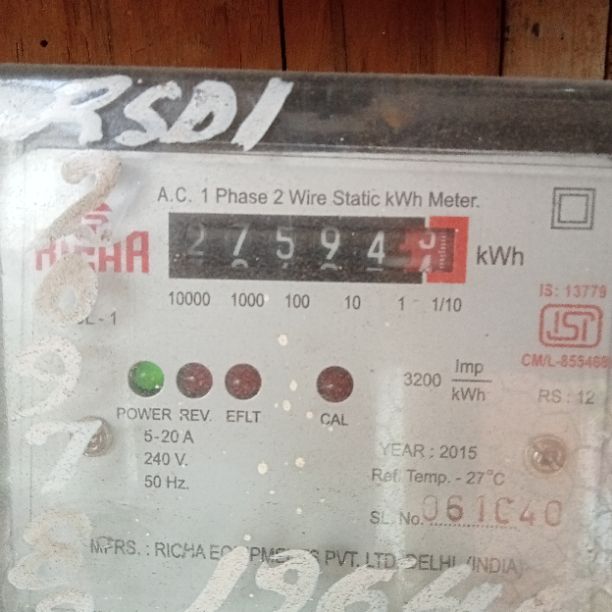 RSD1
A.C. 1 Phase 2 Wire Static kWh Meter.
RICHA
27594
kWh
10000 1000 100 10 1 1/10
IS: 13779
ISI
POWER REV. EFLT CAL
3200 Imp/kWh
RS: 12
5-20 A
240 V.
50 Hz.
YEAR : 2015
Ref. Temp. - 27°C
SL. No.
MFRS. : RICHA EQUIPMENTS PVT. LTD. DELHI. (INDIA)